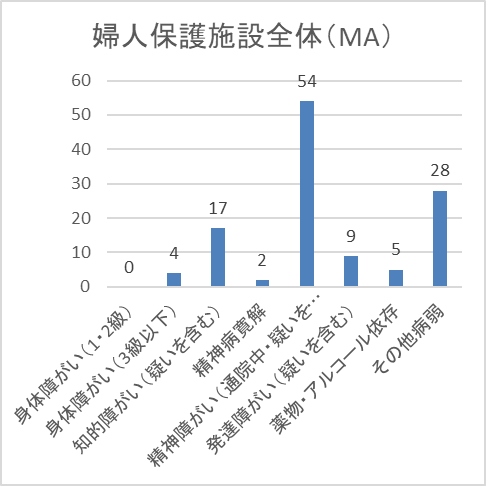 婦人保護施設全体（MA）
60
50
40
30
20
10
0
0
4
17
2
54
9
5
28
身体障がい（1・2級）
身体障がい（3級以下）
知的障がい（疑いを含む）
精神病寛解
精神障がい（通院中・疑いを…
発達障がい（疑いを含む）
薬物・アルコール依存
その他病弱